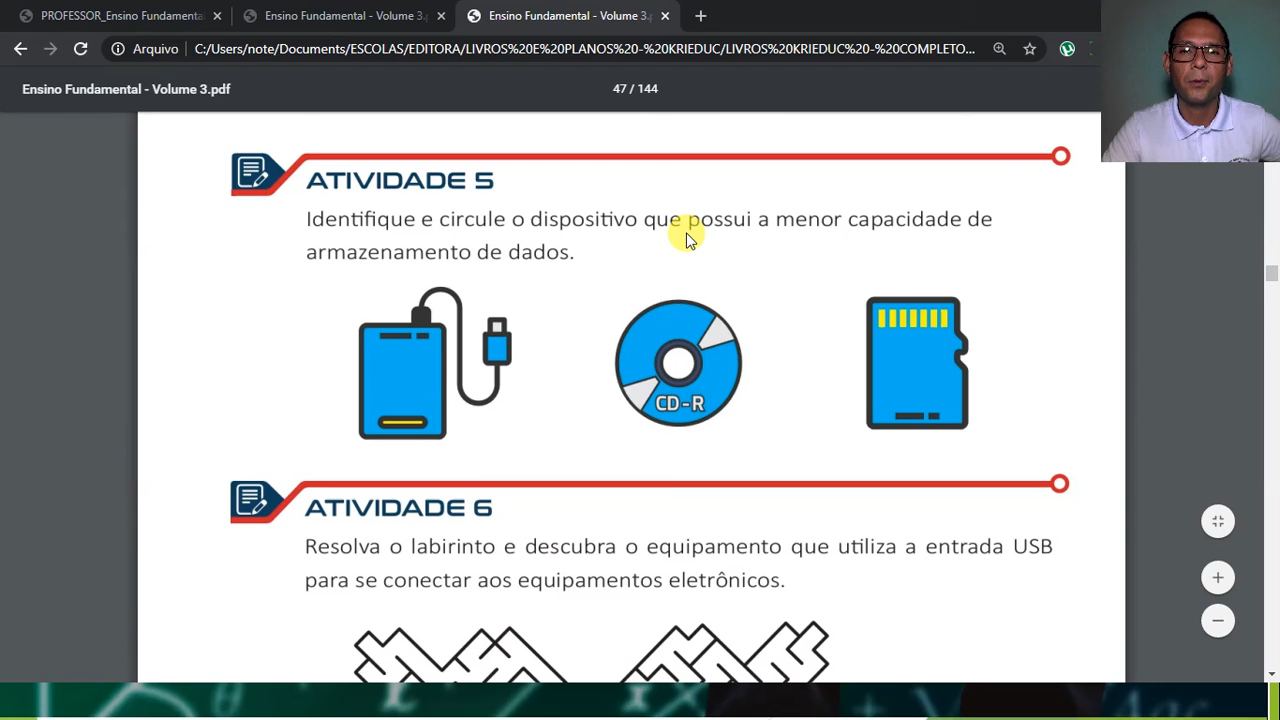 PROFESSOR_Ensino Fundamental
Ensino Fundamental - Volume 3.p
Ensino Fundamental - Volume 3.p
Arquivo
C:/Users/note/Documents/ESCOLAS/EDITORA/LIVROS%20E%20PLANOS%20-%20KRIEDUC/LIVROS%20KRIEDUC%20-%20COMPLETO...
Ensino Fundamental - Volume 3.pdf
47 / 144
ATIVIDADE 5
Identifique e circule o dispositivo que possui a menor capacidade de
armazenamento de dados.
CD-R
ATIVIDADE 6
Resolva o labirinto e descubra o equipamento que utiliza a entrada USB
para se conectar aos equipamentos eletrônicos.